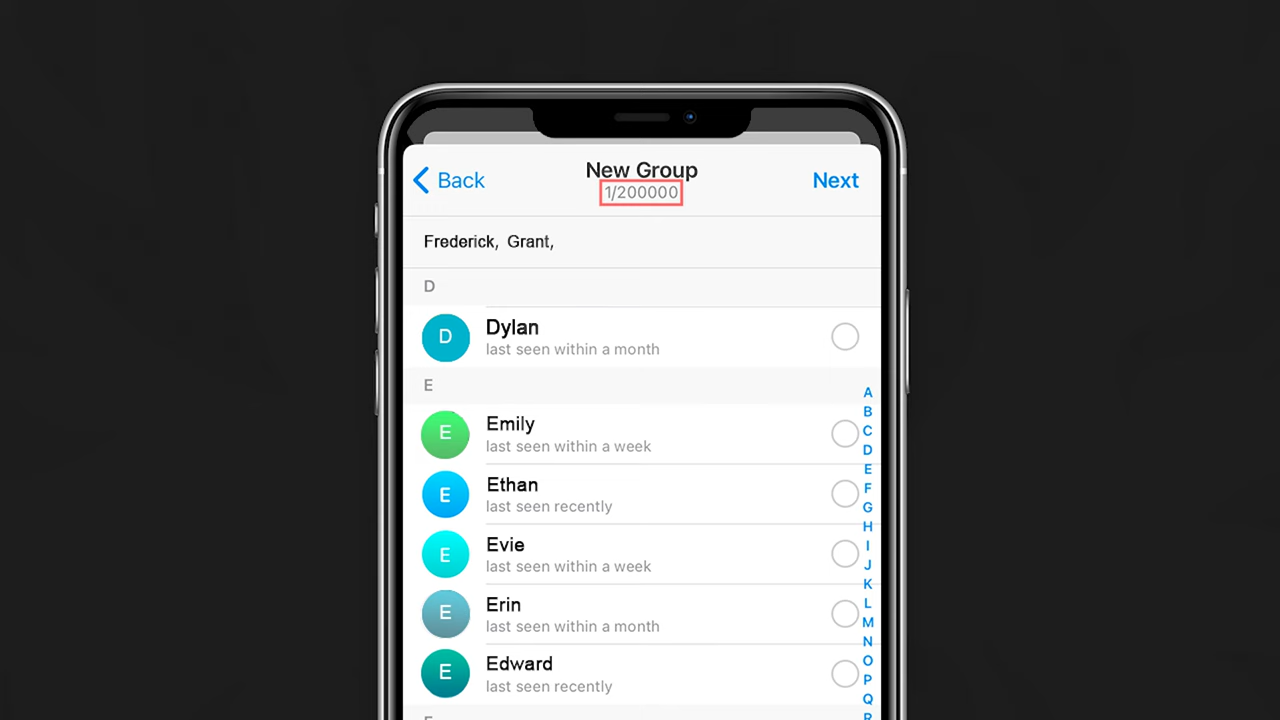 New Group
Back
Next
1/200000
Frederick, Grant,
D
D
Dylan
last seen within a month
E
E
Emily
last seen within a week
E
Ethan
last seen recently
E
Evie
last seen within a week
E
Erin
last seen within a month
E
Edward
last seen recently
A
B
C
D
E
F
G
H
I
J
K
L
M
N
O
P
Q
R